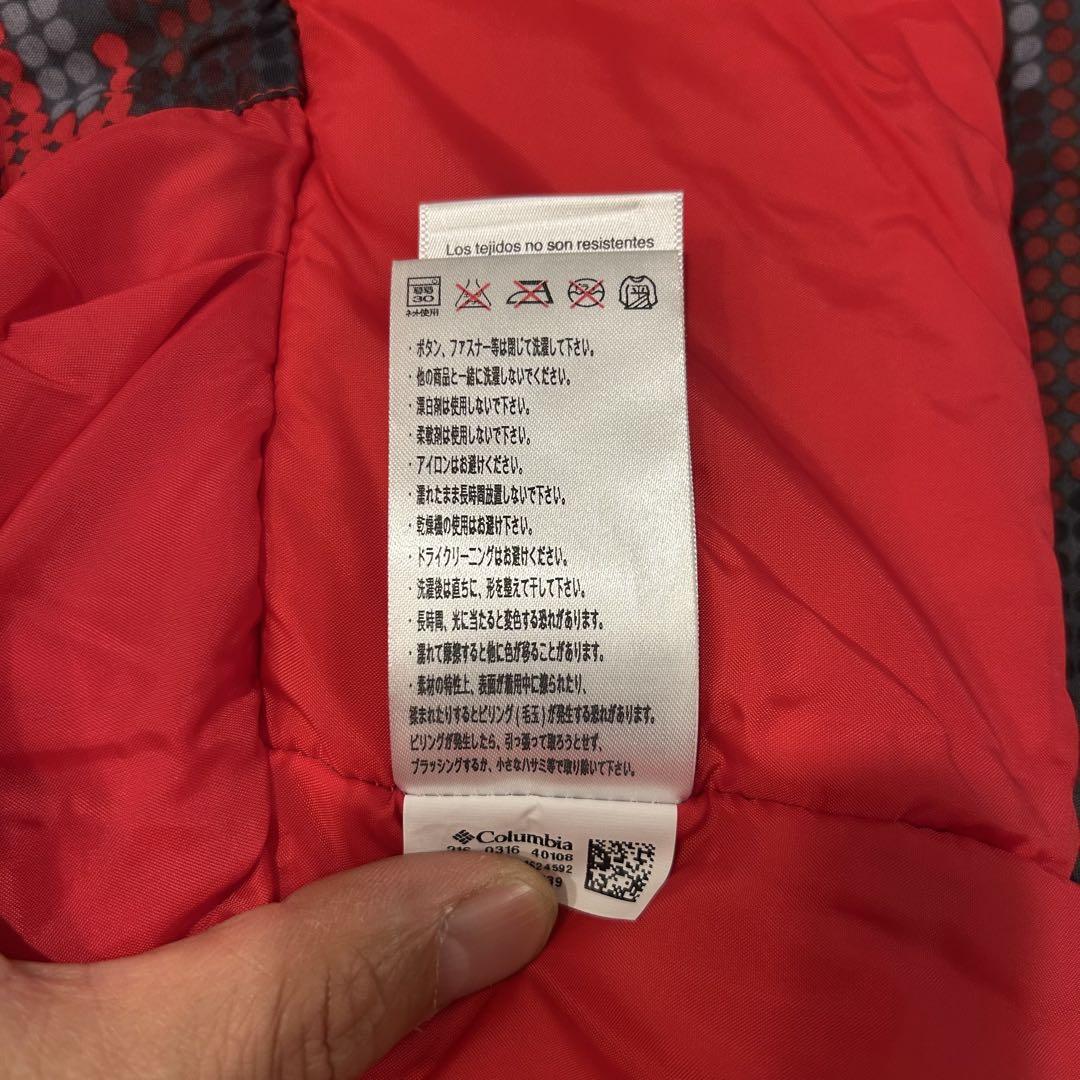 Los tejidos no son resistentes
弱
30
ネット使用
平
・ボタン、ファスナー等は閉じて洗濯して下さい。
・他の商品と一緒に洗濯しないでください。
・漂白剤は使用しないで下さい。
・柔軟剤は使用しないで下さい。
・アイロンはお避けください。
・濡れたまま長時間放置しないで下さい。
・乾燥機の使用はお避け下さい。
・ドライクリーニングはお避けください。
・洗濯後は直ちに、形を整えて干して下さい。
・長時間、光に当たると変色する恐れがあります。
・濡れて摩擦すると他に色が移ることがあります。
・素材の特性上、表面が着用中に擦られたり、
揉まれたりするとピリング(毛玉)が発生する恐れがあります。
ピリングが発生したら、引っ張って取ろうとせず、
ブラッシングするか、小さなハサミ等で取り除いて下さい。
Columbia
0316 40108